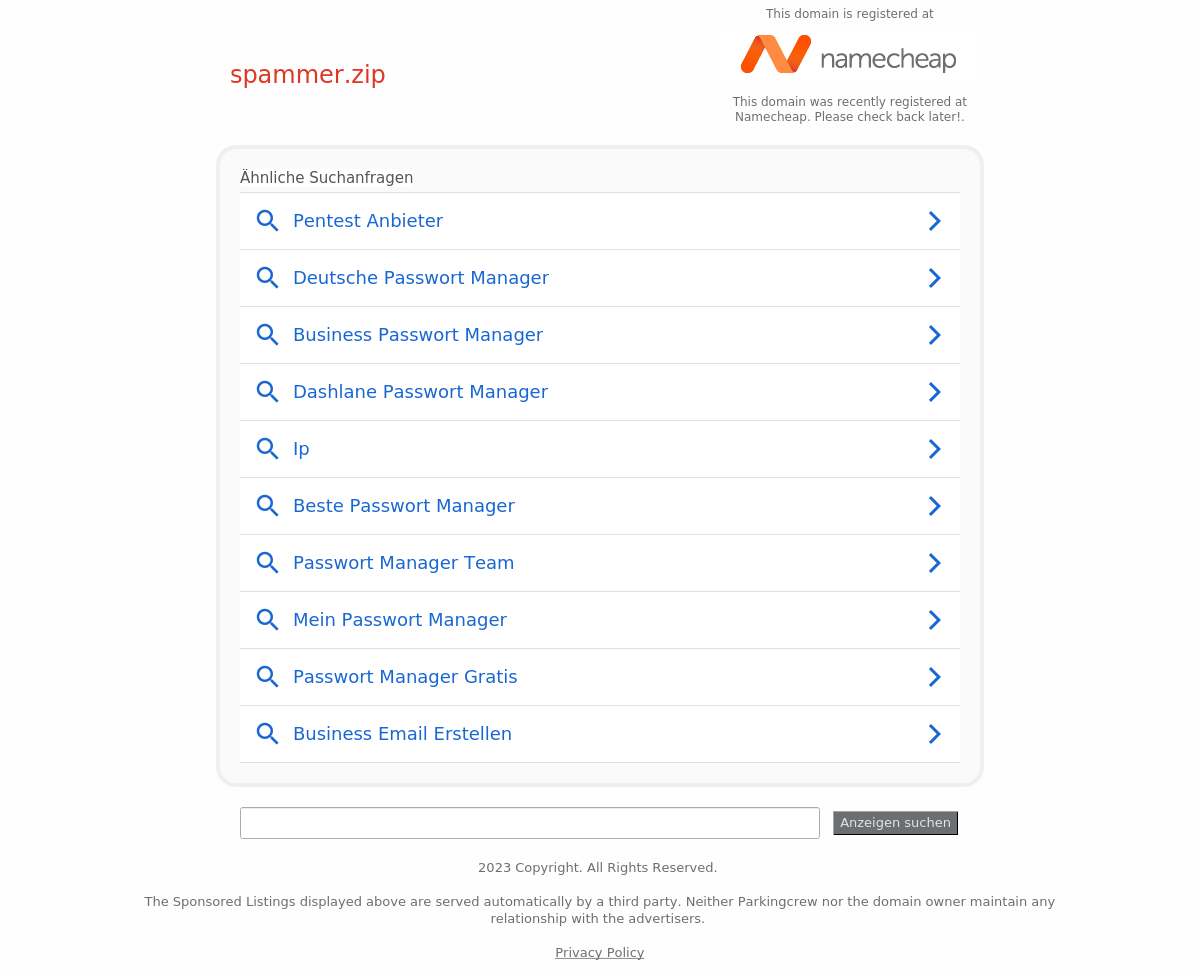 This domain is registered at
namecheap
spammer.zip
This domain was recently registered at
Namecheap. Please check back later!.
Ähnliche Suchanfragen
Pentest Anbieter
Deutsche Passwort Manager
Business Passwort Manager
Dashlane Passwort Manager
Ip
Beste Passwort Manager
Passwort Manager Team
Mein Passwort Manager
Passwort Manager Gratis
Business Email Erstellen
Anzeigen suchen
2023 Copyright. All Rights Reserved.
The Sponsored Listings displayed above are served automatically by a third party. Neither Parkingcrew nor the domain owner maintain any
relationship with the advertisers.
Privacy Policy